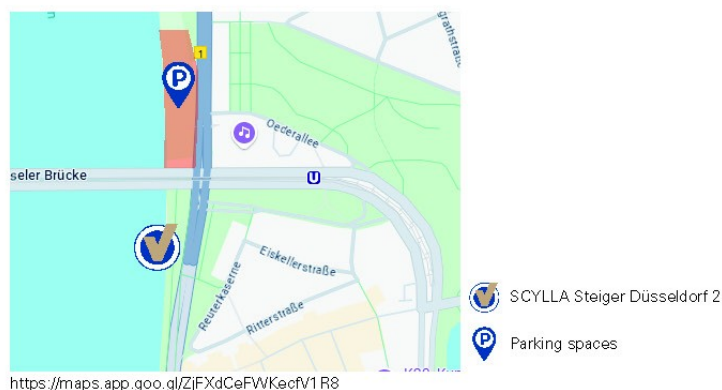 grathstraße
1
P
Oederallee
seler Brücke
U
Eiskellerstraße
Reuterkaserne
Ritterstraße
SCYLLA Steiger Düsseldorf 2
P
Parking spaces
https://maps.app.goo.gl/ZjFXdCeFWKecfV1R8